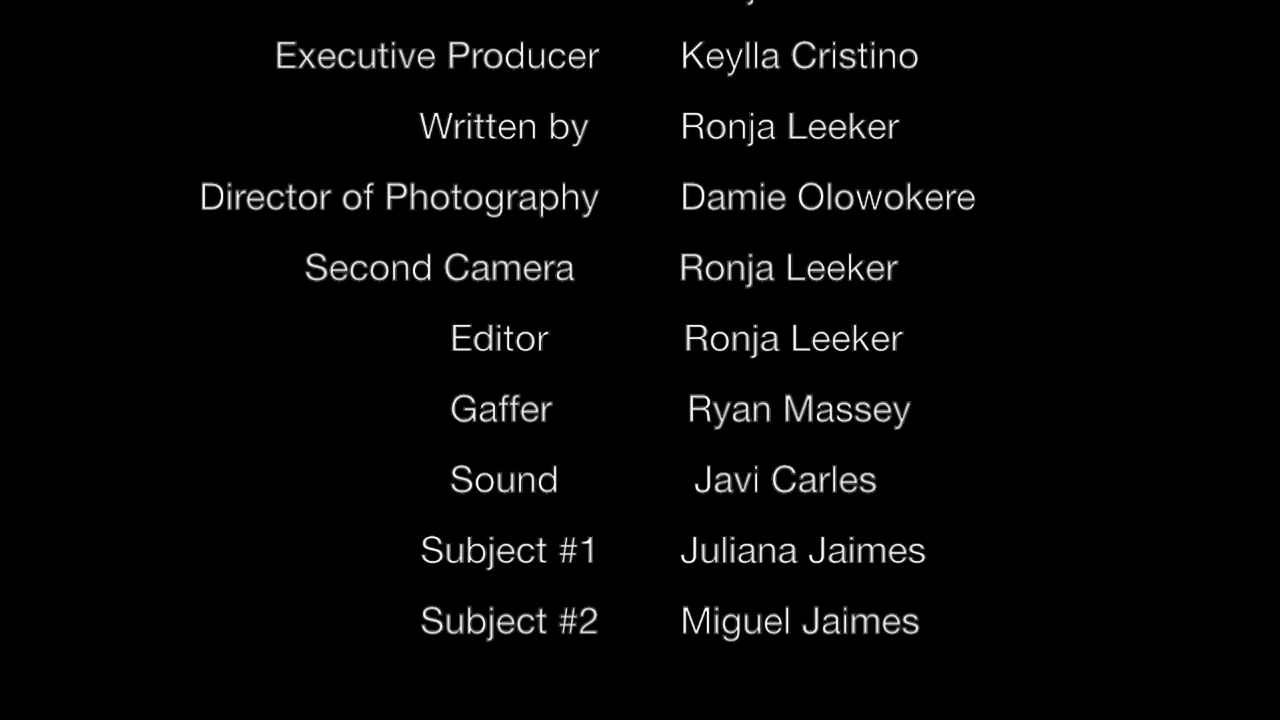 Executive Producer Keylla Cristino
Written by Ronja Leeker
Director of Photography Damie Olowokere
Second Camera Ronja Leeker
Editor Ronja Leeker
Gaffer Ryan Massey
Sound Javi Carles
Subject #1 Juliana Jaimes
Subject #2 Miguel Jaimes